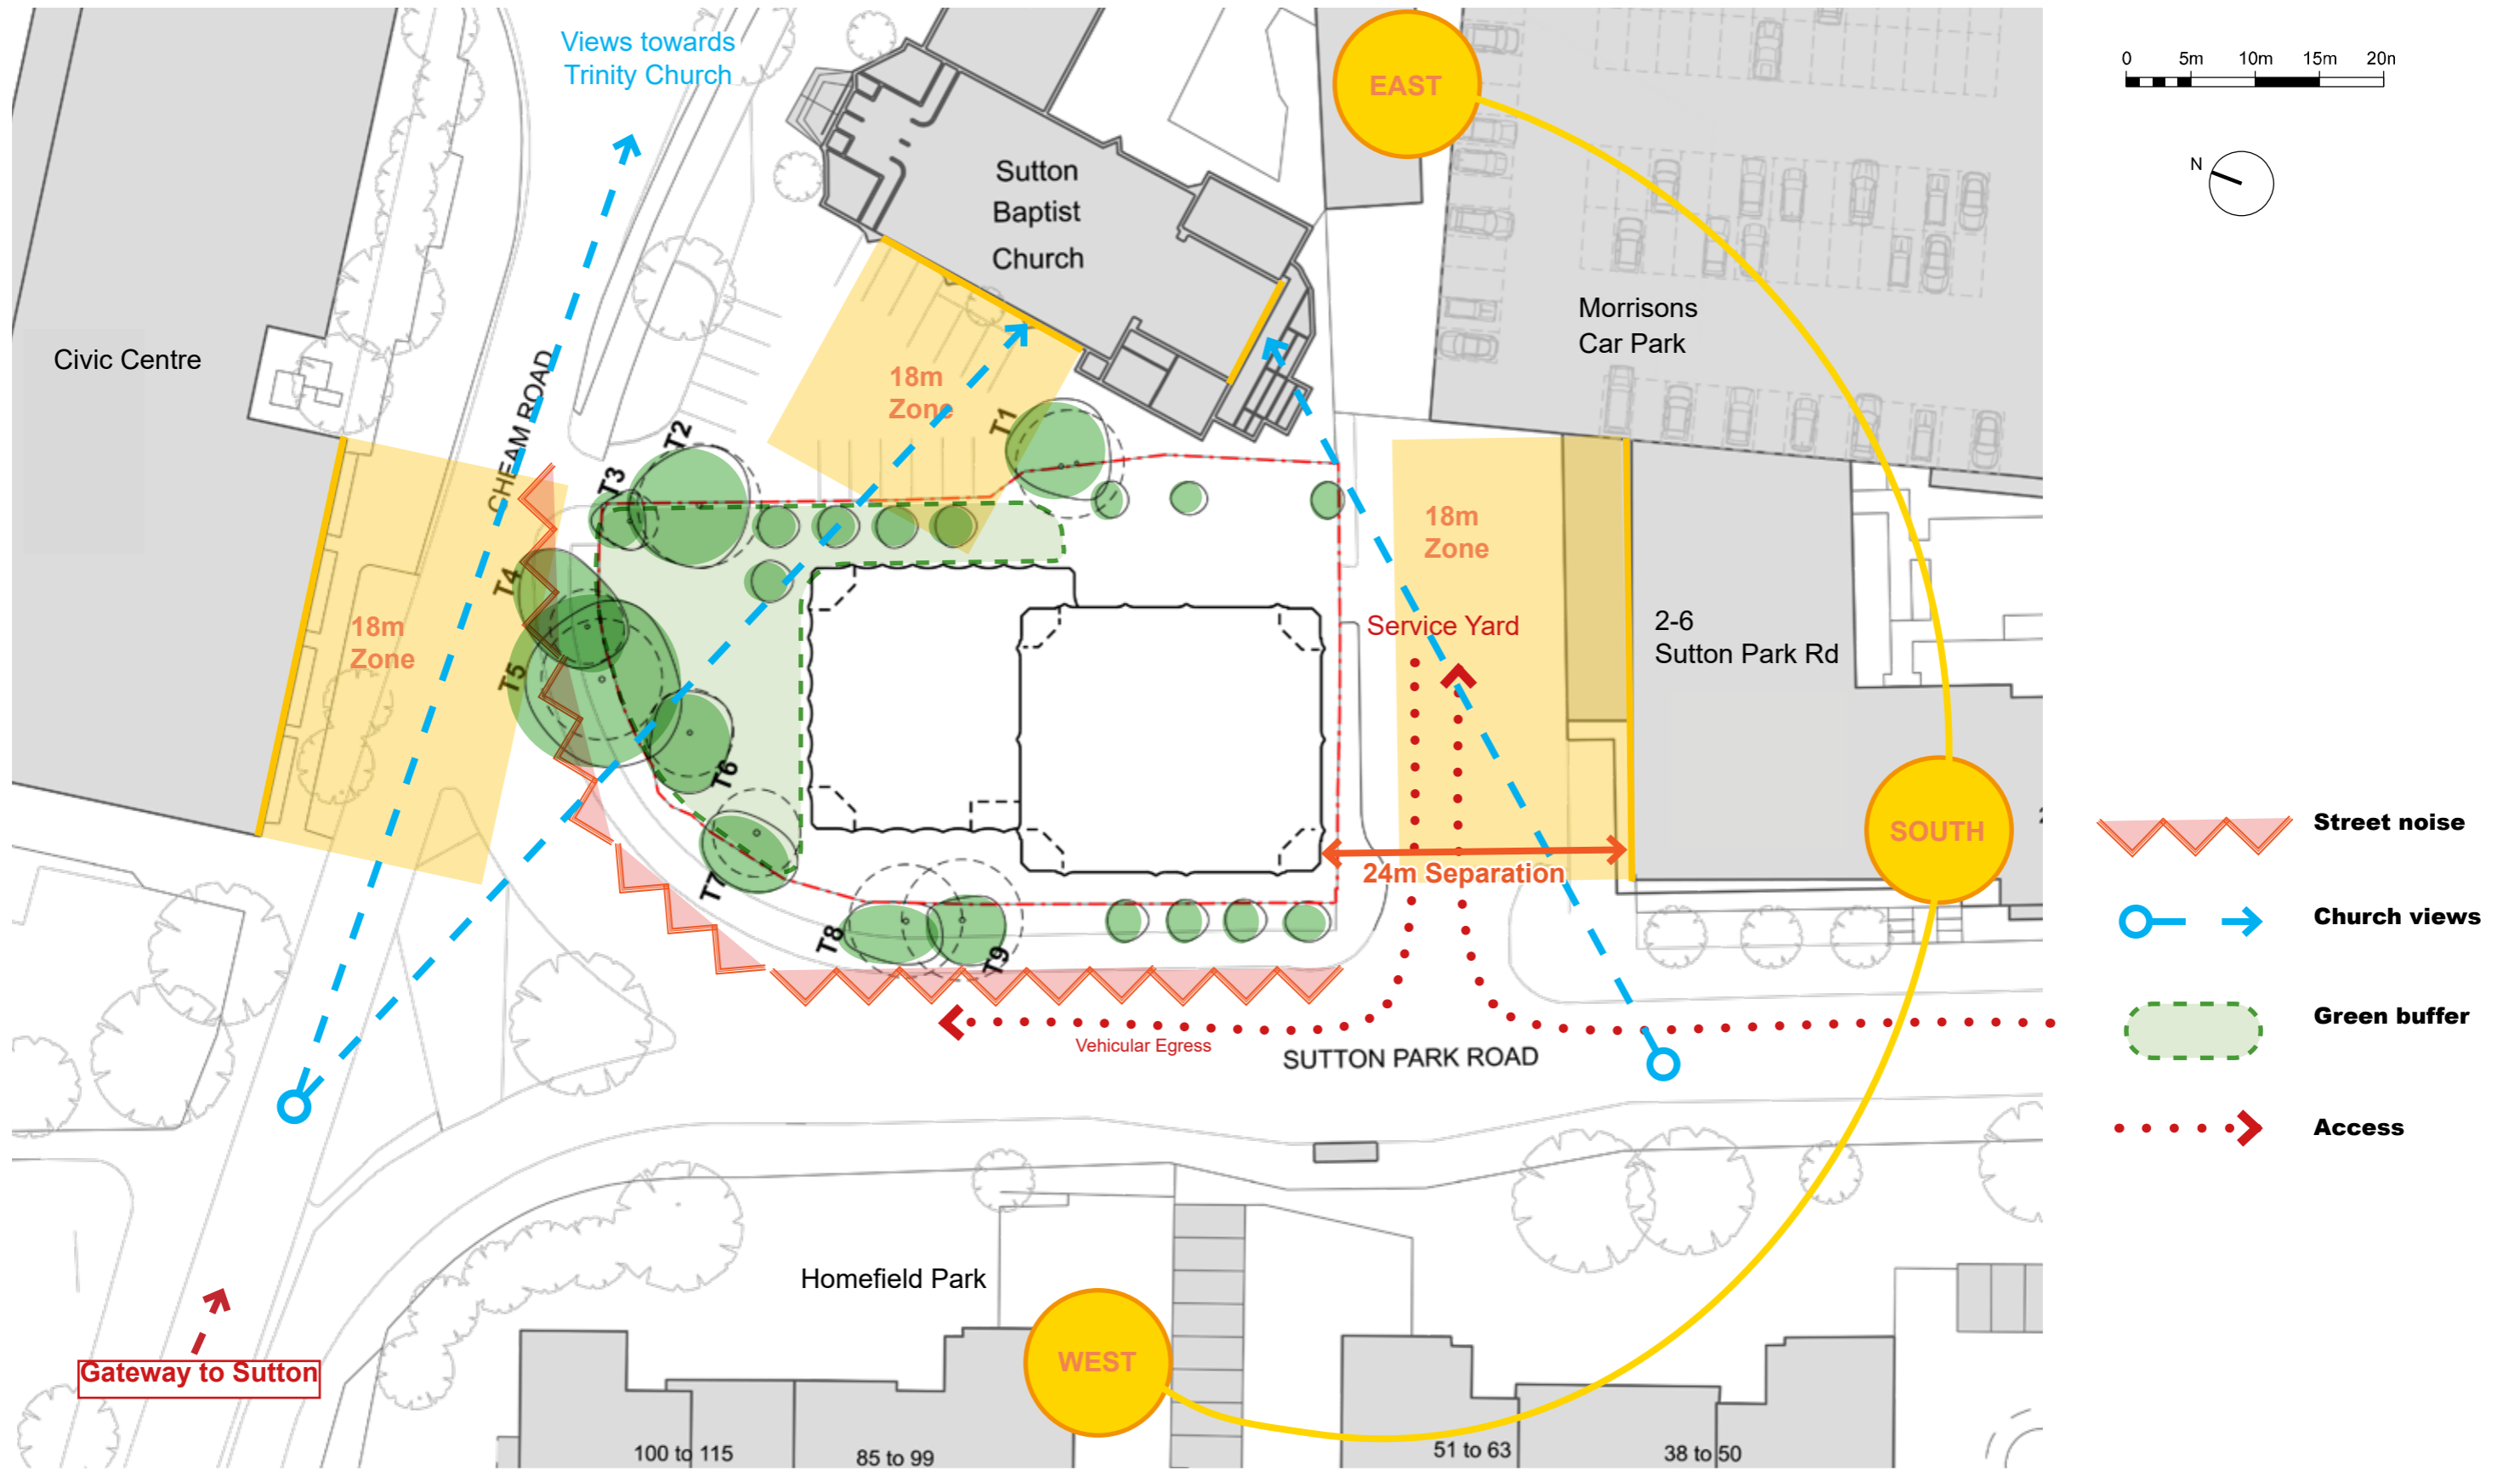 Views towards
Trinity Church
EAST
0 5m 10m 15m 20n
N
Sutton
Baptist
Church
Morrisons
Car Park
Civic Centre
CHEAM ROAD
18m
Zone
T1
T2
T3
T4
T5
T6
T7
T8
T9
18m
Zone
18m
Zone
Service Yard
2-6
Sutton Park Rd
SOUTH
24m Separation
Vehicular Egress
SUTTON PARK ROAD
Street noise
Church views
Green buffer
Access
Homefield Park
WEST
Gateway to Sutton
100 to 115
85 to 99
51 to 63
38 to 50